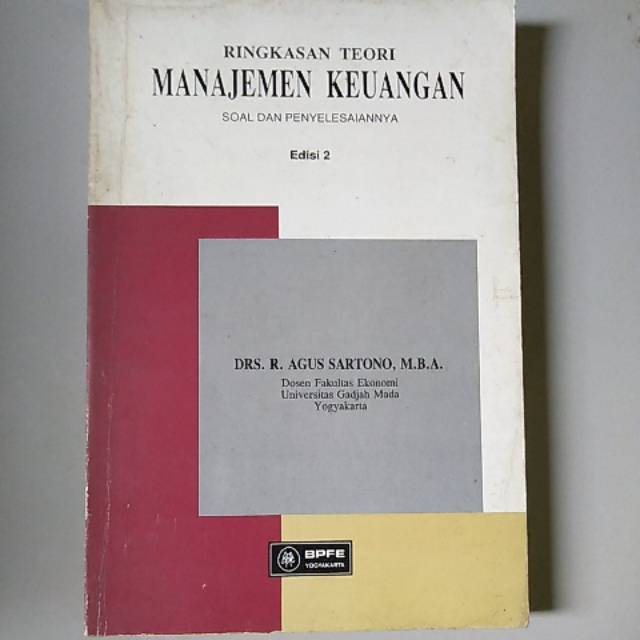 RINGKASAN TEORI
MANAJEMEN KEUANGAN
SOAL DAN PENYELESAIANNYA
Edisi 2
DRS. R. AGUS SARTONO, M.B.A.
Dosen Fakultas Ekonomi
Universitas Gadjah Mada
Yogyakarta
BPFE
YOGYAKARTA